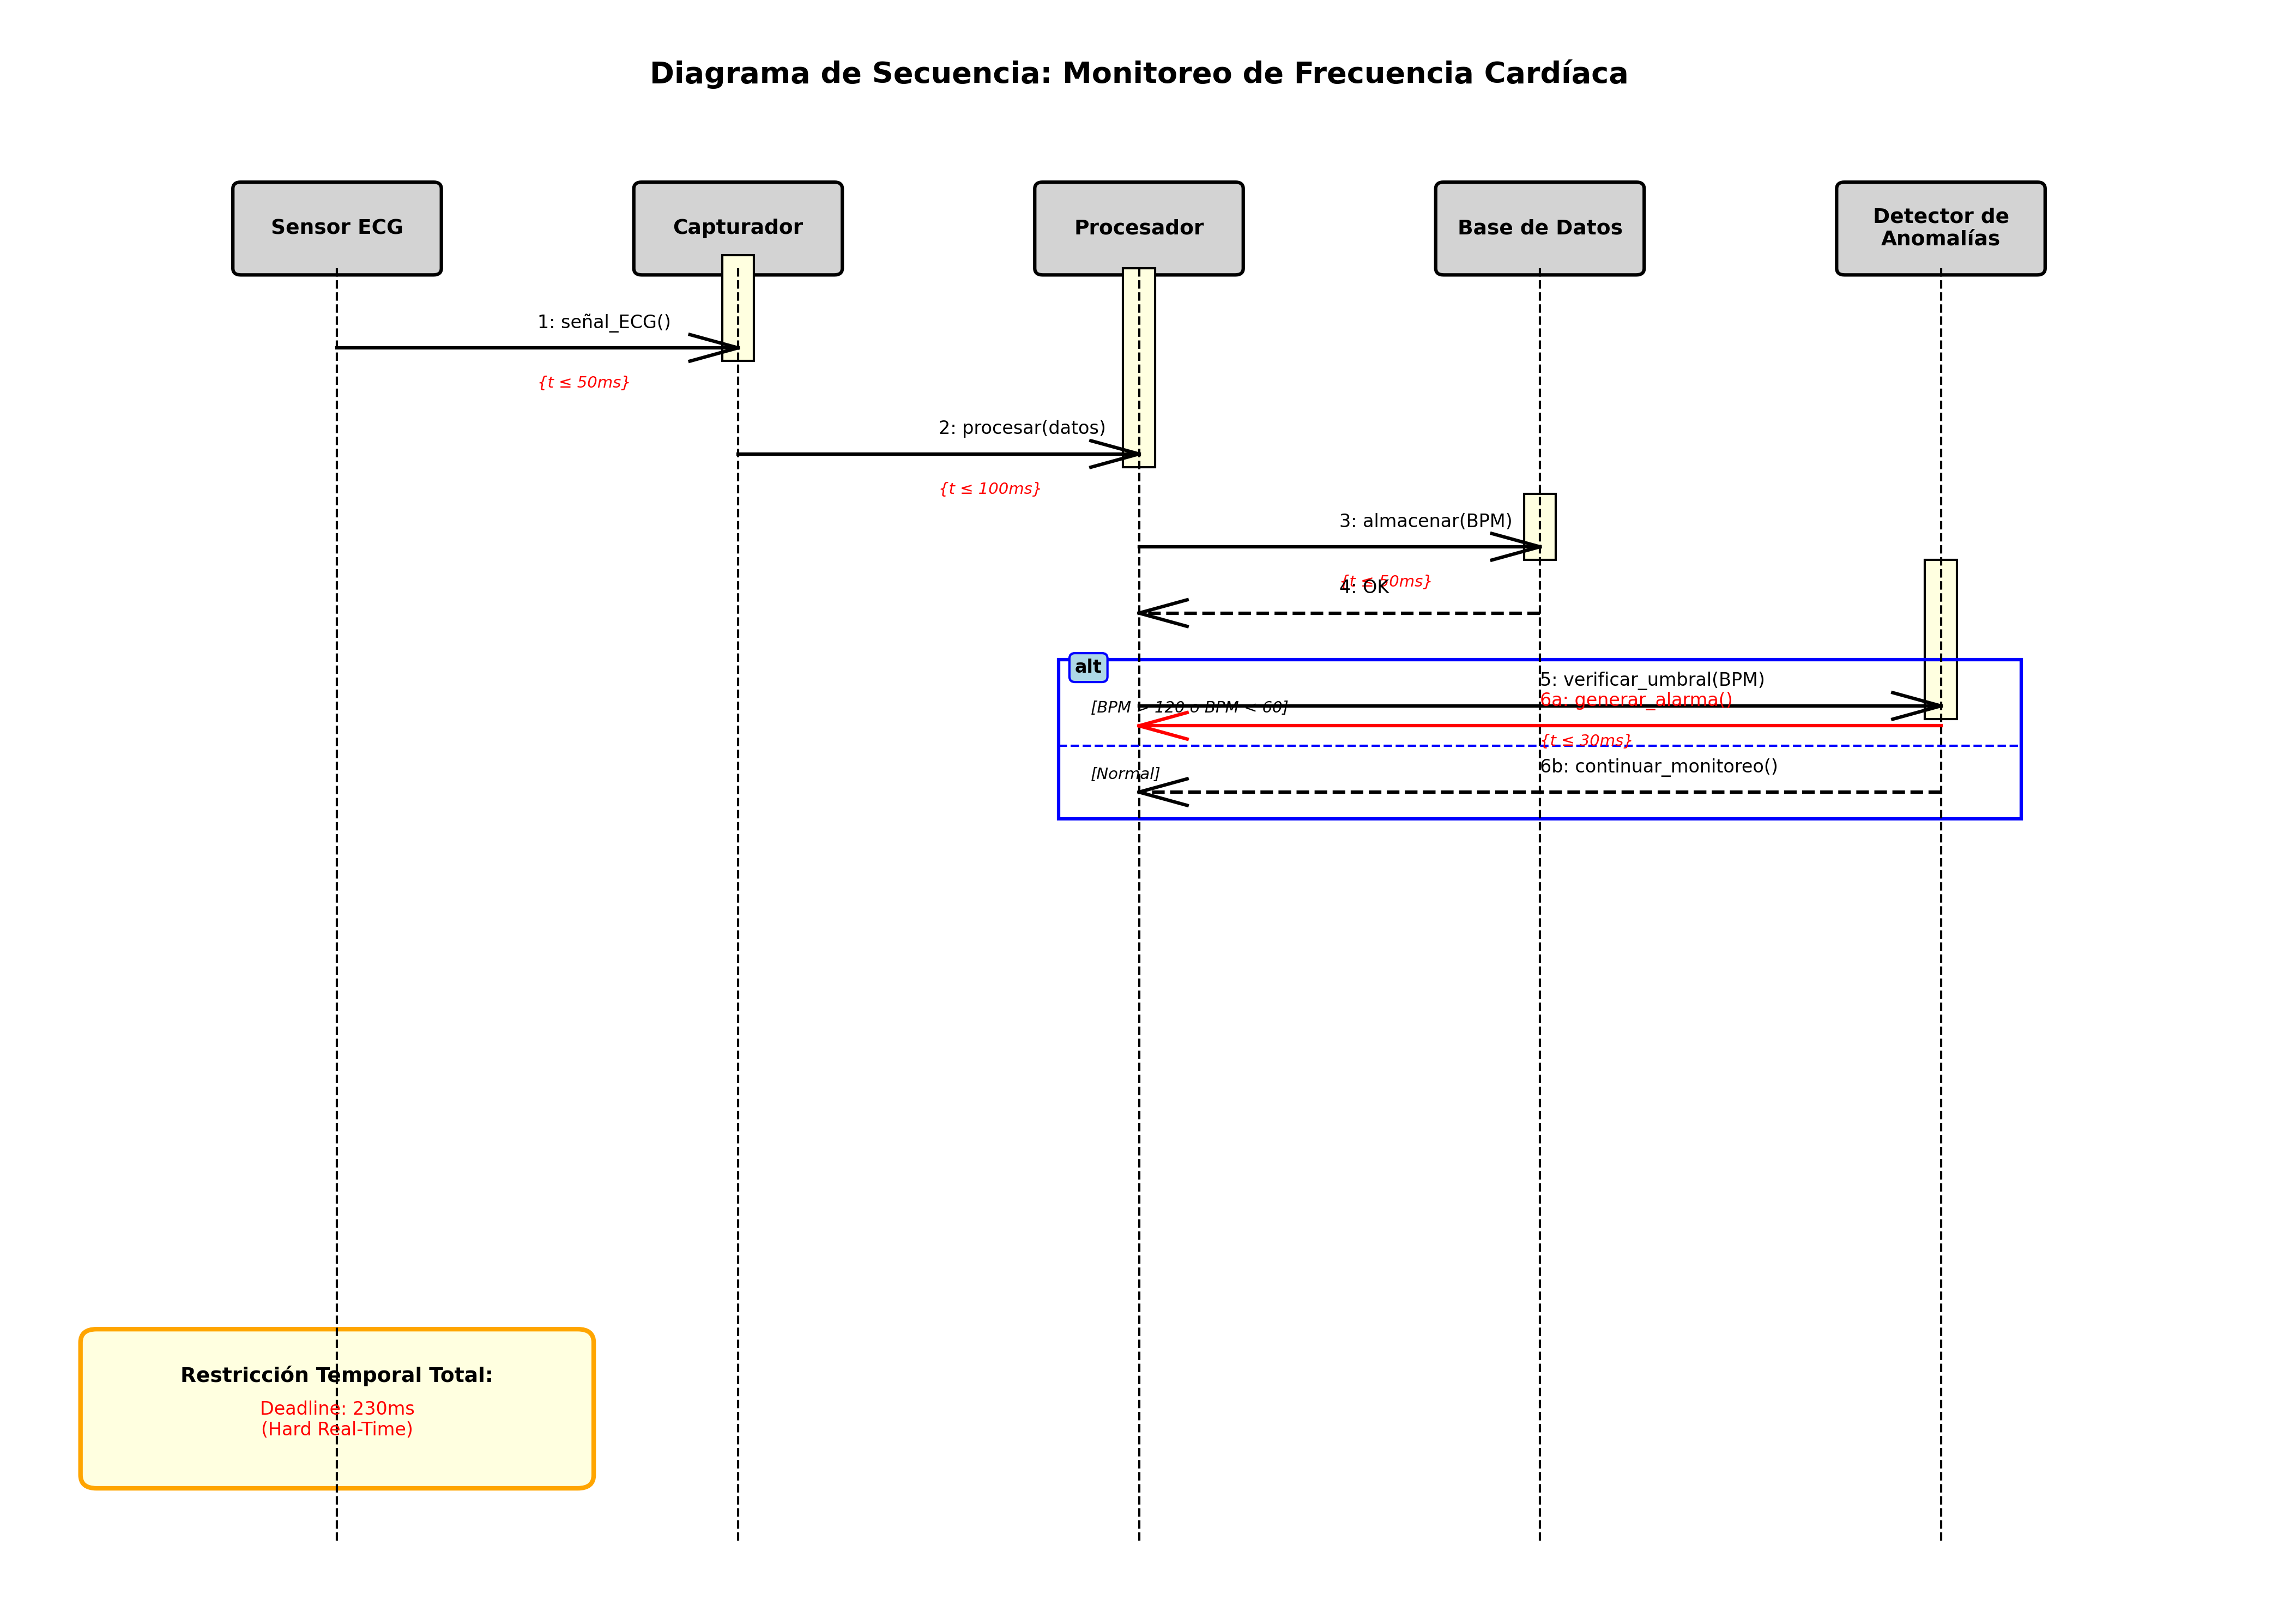 Diagrama de Secuencia: Monitoreo de Frecuencia Cardíaca
Sensor ECG
Capturador
Procesador
Base de Datos
Detector de
Anomalías
1: señal_ECG()
{t ≤ 50ms}
2: procesar(datos)
{t ≤ 100ms}
3: almacenar(BPM)
{t ≤ 50ms}
4: OK
alt
5: verificar_umbral(BPM)
6a: generar_alarma()
[BPM > 120 o BPM < 60]
{t ≤ 30ms}
6b: continuar_monitoreo()
[Normal]
Restricción Temporal Total:
Deadline: 230ms
(Hard Real-Time)